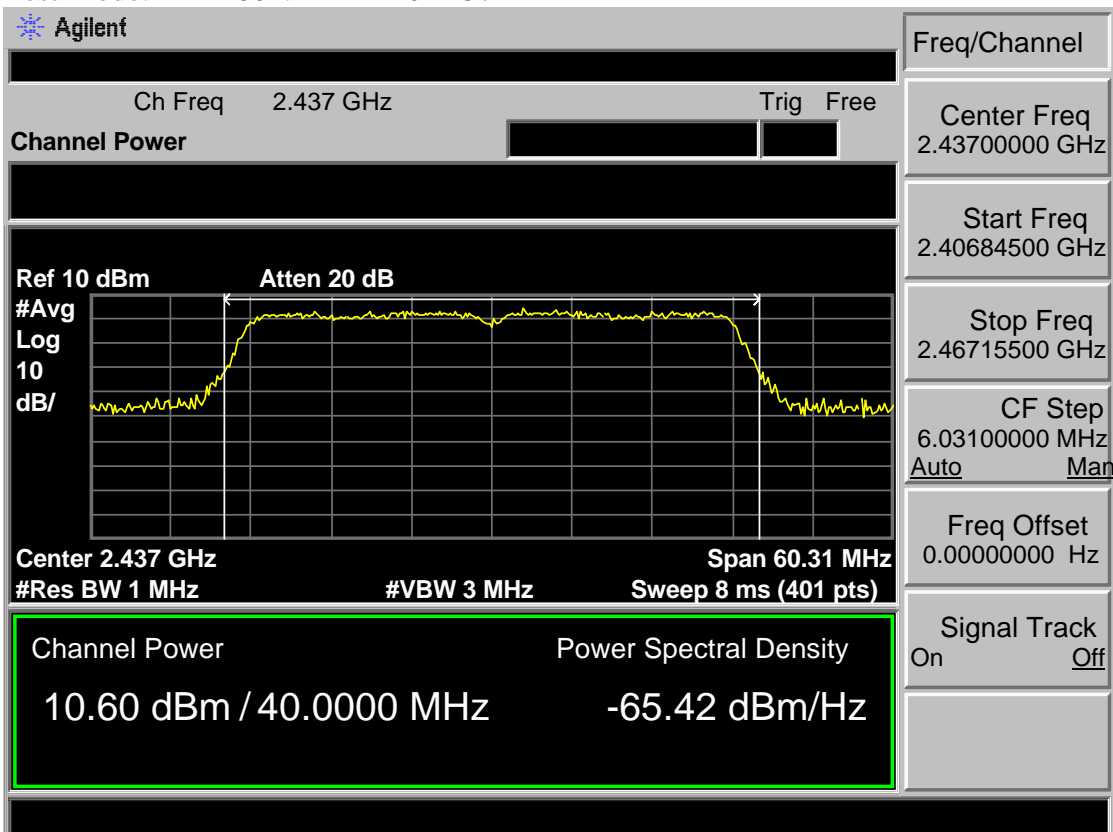 Agilent
Freq/Channel
Ch Freq 2.437 GHz Trig Free
Channel Power
Center Freq
2.43700000 GHz
Start Freq
2.40684500 GHz
Stop Freq
2.46715500 GHz
CF Step
6.03100000 MHz
Auto Man
Freq Offset
0.00000000 Hz
Signal Track
On Off
Ref 10 dBm Atten 20 dB
#Avg
Log
10
dB/
Center 2.437 GHz Span 60.31 MHz
#Res BW 1 MHz #VBW 3 MHz Sweep 8 ms (401 pts)
Channel Power Power Spectral Density
10.60 dBm / 40.0000 MHz -65.42 dBm/Hz